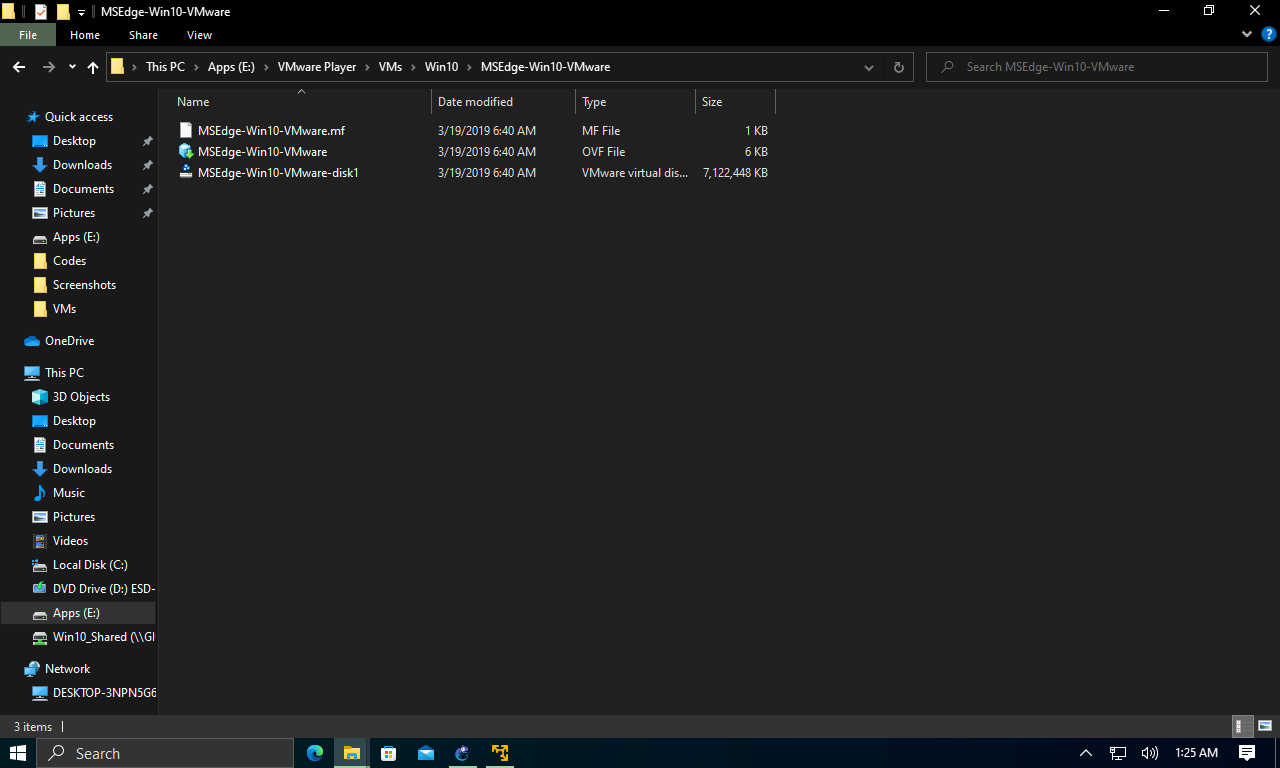 MSEdge-Win10-VMware
File Home Share View
This PC Apps (E:) VMware Player VMs Win10 MSEdge-Win10-VMware
Search MSEdge-Win10-VMware
Name Date modified Type Size
MSEdge-Win10-VMware.mf 3/19/2019 6:40 AM MF File 1 KB
MSEdge-Win10-VMware 3/19/2019 6:40 AM OVF File 6 KB
MSEdge-Win10-VMware-disk1 3/19/2019 6:40 AM VMware virtual dis... 7,122,448 KB
Quick access
Desktop
Downloads
Documents
Pictures
Apps (E:)
Codes
Screenshots
VMs
OneDrive
This PC
3D Objects
Desktop
Documents
Downloads
Music
Pictures
Videos
Local Disk (C:)
DVD Drive (D:) ESD-
Apps (E:)
Win10_Shared (\\Gl
Network
DESKTOP-3NPN5G6
3 items
Search
1:25 AM